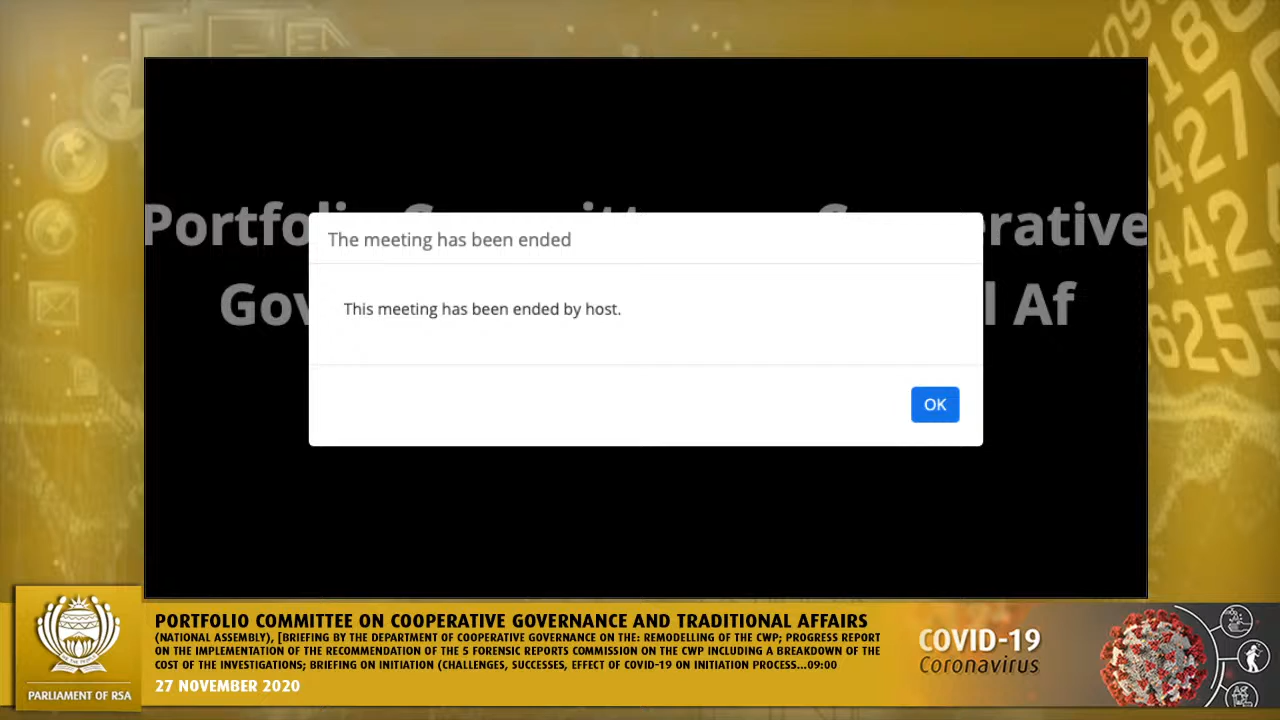 Portfo
rative
The meeting has been ended
Gov
l Af
This meeting has been ended by host.
OK
PORTFOLIO COMMITTEE ON COOPERATIVE GOVERNANCE AND TRADITIONAL AFFAIRS
(NATIONAL ASSEMBLY), [BRIEFING BY THE DEPARTMENT OF COOPERATIVE GOVERNANCE ON THE: REMODELLING OF THE CWP; PROGRESS REPORT
ON THE IMPLEMENTATION OF THE RECOMMENDATION OF THE 5 FORENSIC REPORTS COMMISSION ON THE CWP INCLUDING A BREAKDOWN OF THE
COST OF THE INVESTIGATIONS; BRIEFING ON INITIATION (CHALLENGES, SUCCESSES, EFFECT OF COVID-19 ON INITIATION PROCESS...09:00
27 NOVEMBER 2020
PARLIAMENT OF RSA
COVID-19
Coronavirus